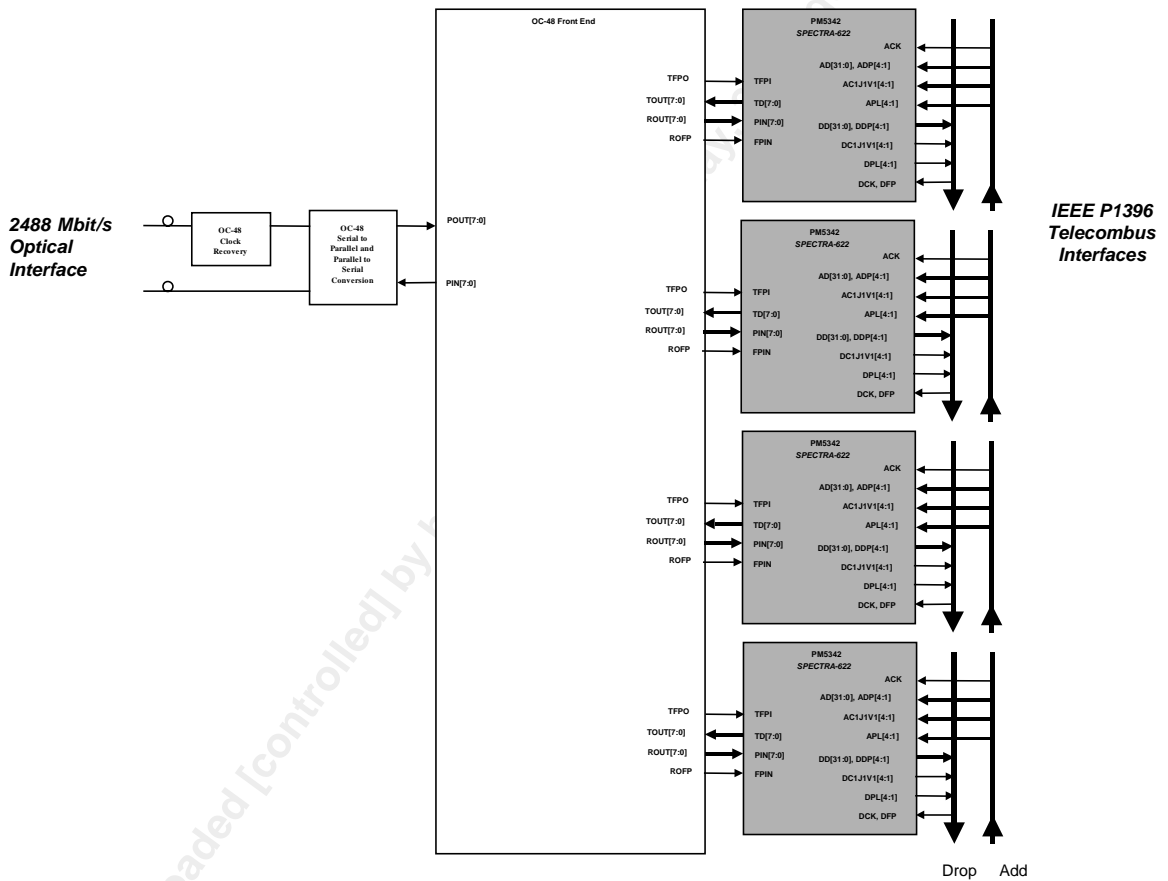 OC-48 Front End
2488 Mbit/s
Optical
Interface
OC-48
Clock
Recovery
OC-48
Serial to
Parallel and
Parallel to
Serial
Conversion
POUT[7:0]
PIN[7:0]
TFPO
TOUT[7:0]
ROUT[7:0]
ROFP
PM5342
SPECTRA-622
TFPI
TD[7:0]
PIN[7:0]
FPIN
ACK
AD[31:0], ADP[4:1]
AC1J1V1[4:1]
APL[4:1]
DD[31:0], DDP[4:1]
DC1J1V1[4:1]
DPL[4:1]
DCK, DFP
TFPO
TOUT[7:0]
ROUT[7:0]
ROFP
PM5342
SPECTRA-622
TFPI
TD[7:0]
PIN[7:0]
FPIN
ACK
AD[31:0], ADP[4:1]
AC1J1V1[4:1]
APL[4:1]
DD[31:0], DDP[4:1]
DC1J1V1[4:1]
DPL[4:1]
DCK, DFP
TFPO
TOUT[7:0]
ROUT[7:0]
ROFP
PM5342
SPECTRA-622
TFPI
TD[7:0]
PIN[7:0]
FPIN
ACK
AD[31:0], ADP[4:1]
AC1J1V1[4:1]
APL[4:1]
DD[31:0], DDP[4:1]
DC1J1V1[4:1]
DPL[4:1]
DCK, DFP
TFPO
TOUT[7:0]
ROUT[7:0]
ROFP
PM5342
SPECTRA-622
TFPI
TD[7:0]
PIN[7:0]
FPIN
ACK
AD[31:0], ADP[4:1]
AC1J1V1[4:1]
APL[4:1]
DD[31:0], DDP[4:1]
DC1J1V1[4:1]
DPL[4:1]
DCK, DFP
IEEE P1396
Telecombus
Interfaces
Drop Add
[controlled] by